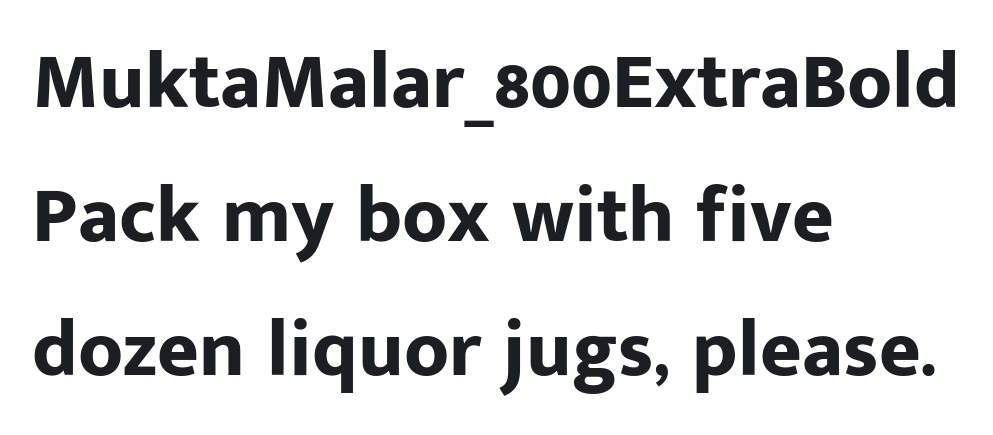 MuktaMalar_800ExtraBold
Pack my box with five
dozen liquor jugs, please.